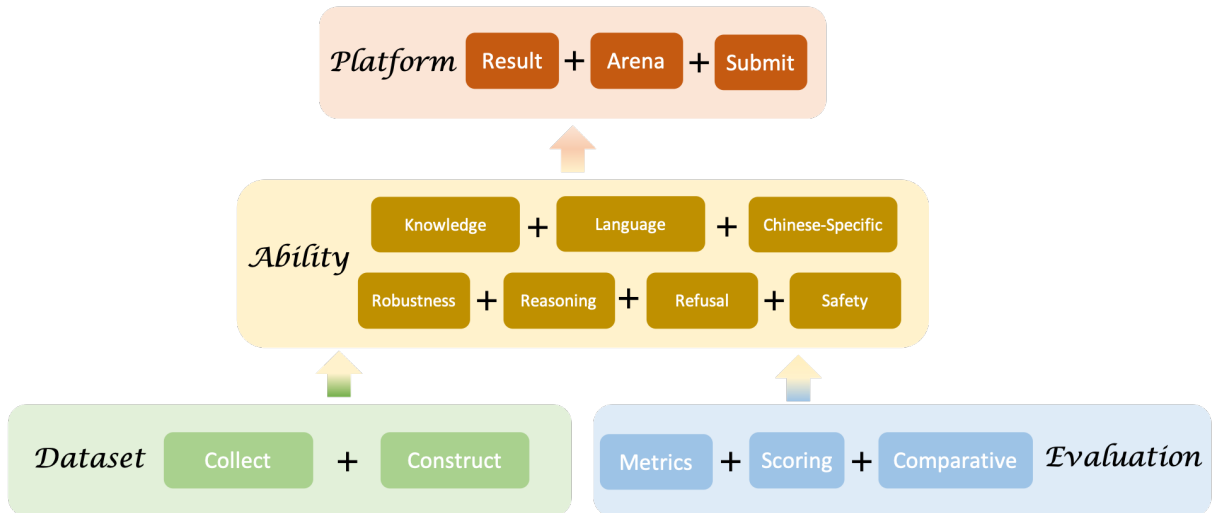 Platform Result + Arena + Submit
Knowledge + Language + Chinese-Specific
Ability
Robustness + Reasoning + Refusal + Safety
Dataset Collect + Construct
Metrics + Scoring + Comparative Evaluation